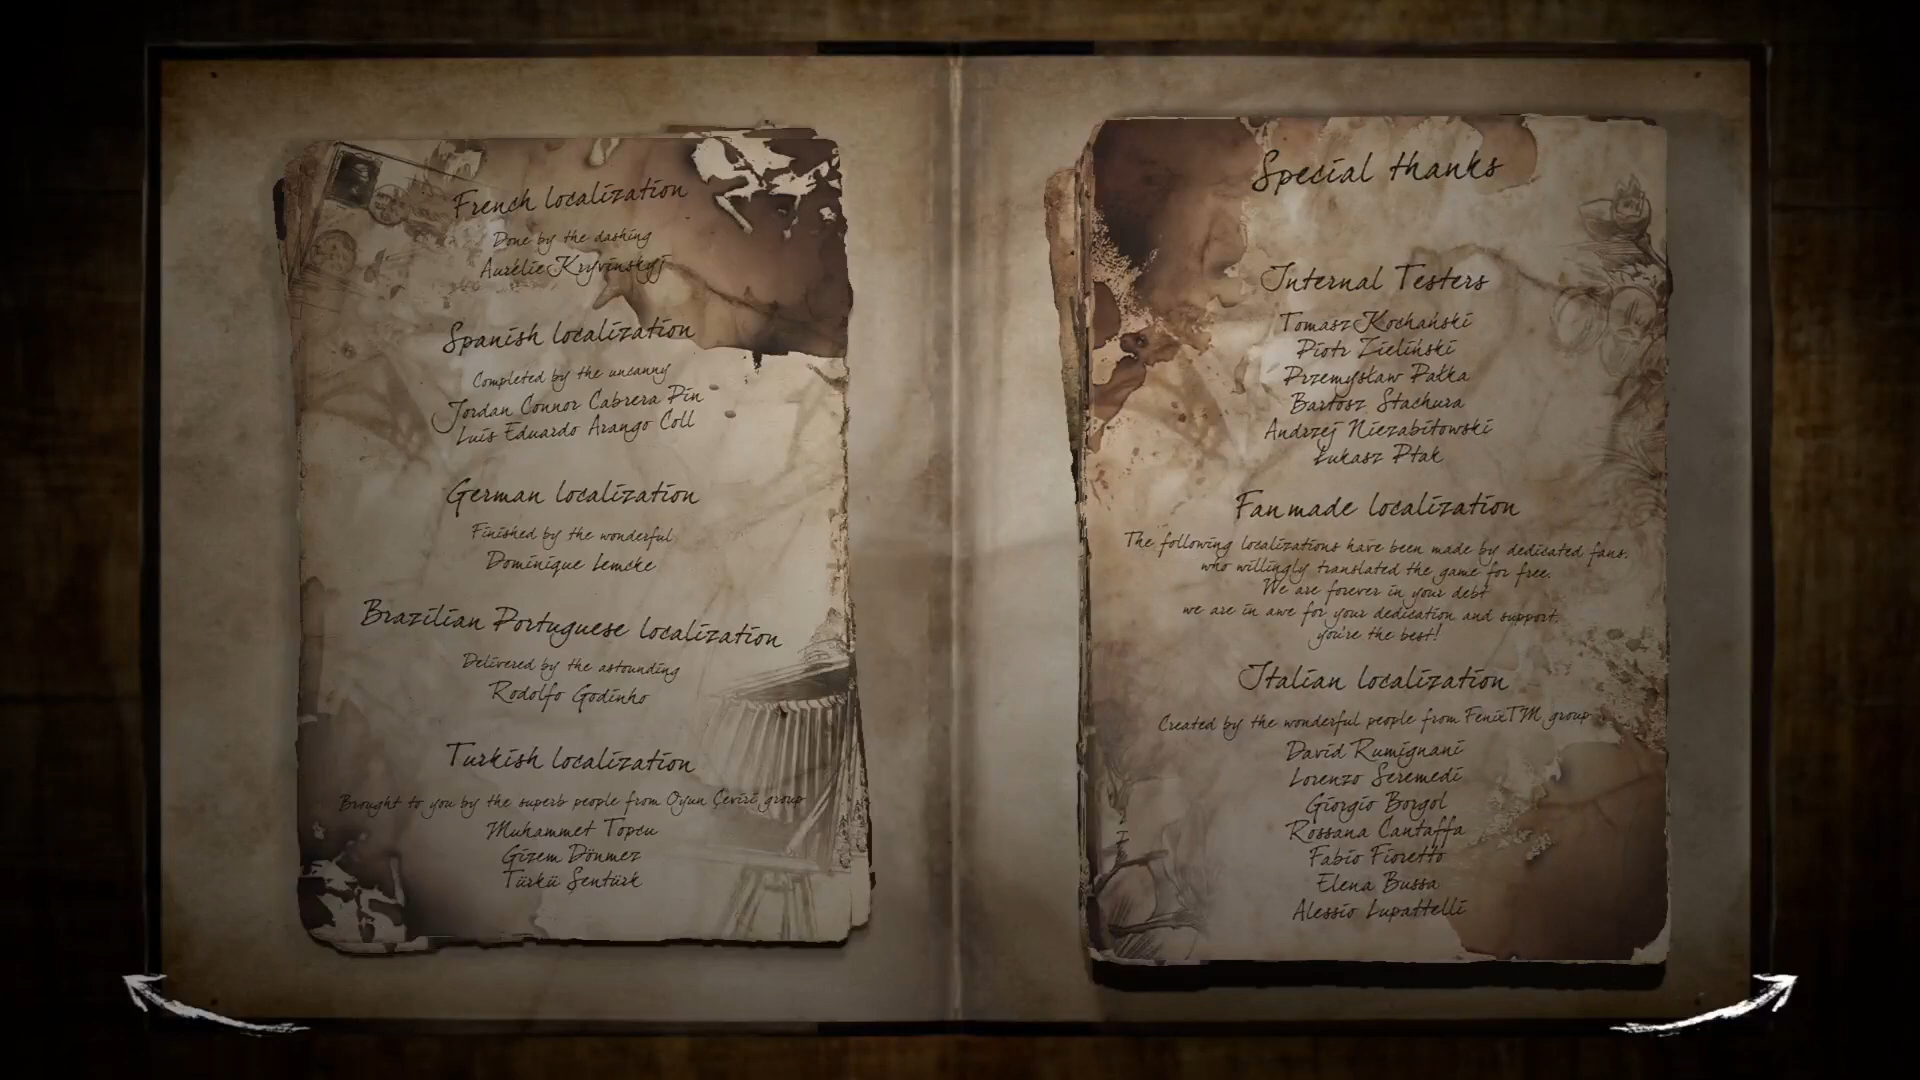 French localization
Done by the dashing
Aurélie Kryvinskyj
Spanish localization
Completed by the uncanny
Jordan Connor Cabrera Pin
Luis Eduardo Arango Coll
German localization
Finished by the wonderful
Dominique Lemcke
Brazilian Portuguese localization
Delivered by the astounding
Rodolfo Godinho
Turkish localization
Brought to you by the superb people from Oyun Çeviri group
Muhammet Topcu
Gizem Dönmez
Türkü Şentürk
Special thanks
Internal Testers
Tomasz Kochański
Piotr Zieliński
Przemysław Pałka
Bartosz Stachura
Andrzej Niezabitowski
Łukasz Ptak
Fanmade localization
The following localizations have been made by dedicated fans,
who willingly translated the game for free.
We are forever in your debt
we are in awe for your dedication and support.
you're the best!
Italian localization
Created by the wonderful people from FenixTM group
David Rumignani
Lorenzo Seremedi
Giorgio Borgol
Rossana Cantaffa
Fabio Fioretto
Elena Bussa
Alessio Lupattelli